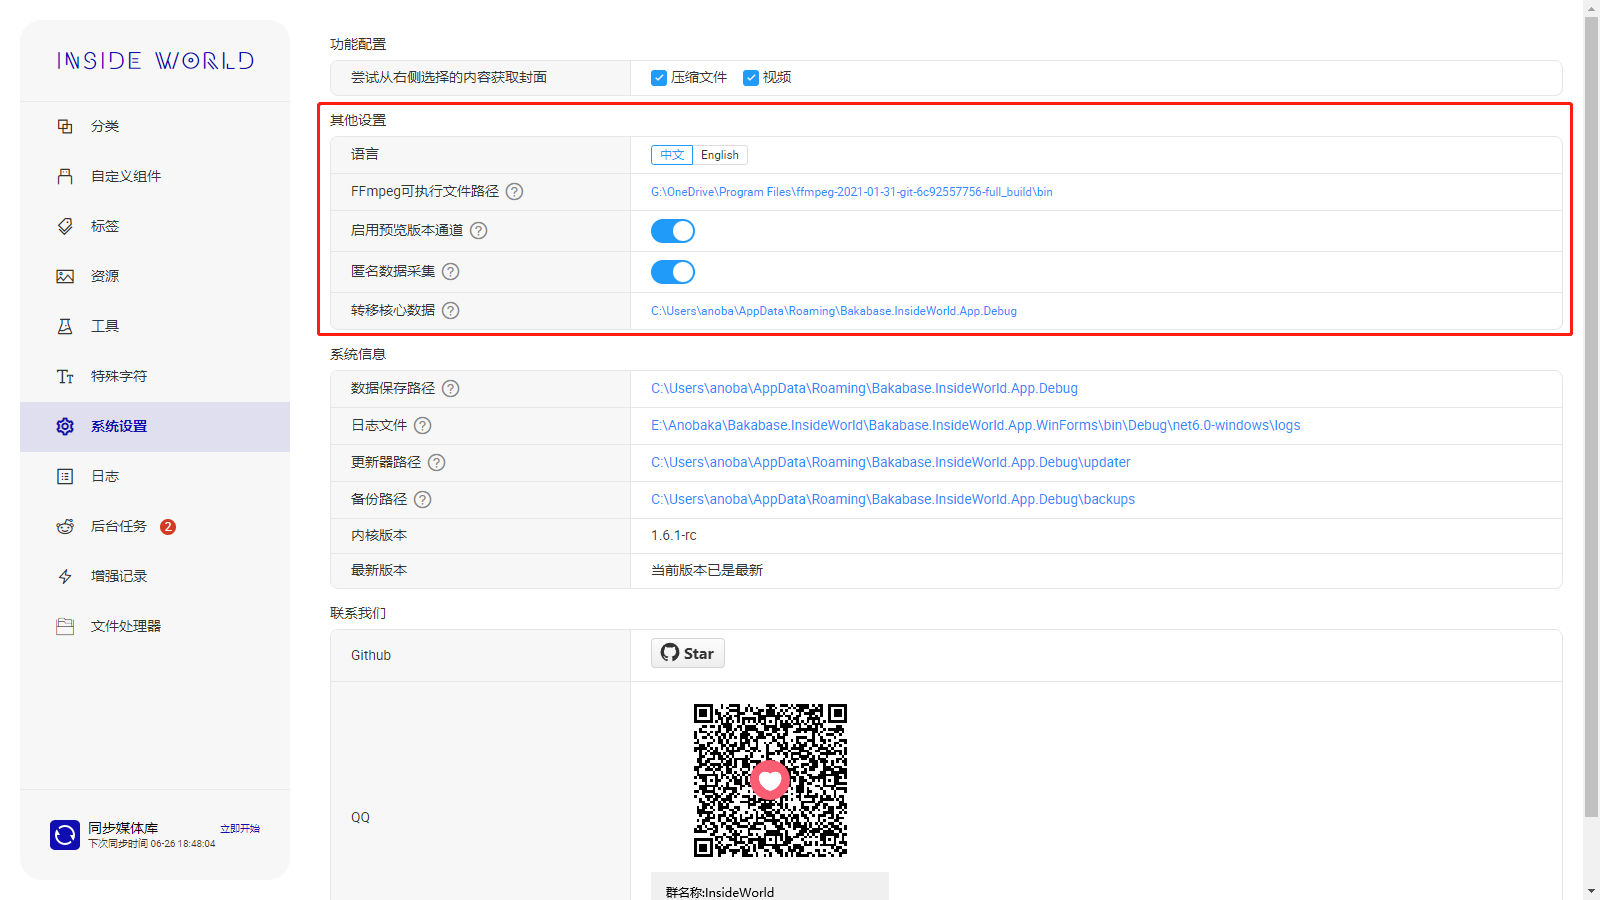 INSIDE WORLD
分类
自定义组件
标签
资源
工具
特殊字符
系统设置
日志
后台任务 2
增强记录
文件处理器
同步媒体库 立即开始
下次同步时间 06-26 18:48:04
功能配置
尝试从右侧选择的内容获取封面 压缩文件 视频
其他设置
语言 中文 English
FFmpeg可执行文件路径 ? G:\OneDrive\Program Files\ffmpeg-2021-01-31-git-6c92557756-full_build\bin
启用预览版本通道 ?
匿名数据采集 ?
转移核心数据 ? C:\Users\anoba\AppData\Roaming\Bakabase.InsideWorld.App.Debug
系统信息
数据保存路径 ? C:\Users\anoba\AppData\Roaming\Bakabase.InsideWorld.App.Debug
日志文件 ? E:\Anobaka\Bakabase.InsideWorld\Bakabase.InsideWorld.App.WinForms\bin\Debug\net6.0-windows\logs
更新器路径 ? C:\Users\anoba\AppData\Roaming\Bakabase.InsideWorld.App.Debug\updater
备份路径 ? C:\Users\anoba\AppData\Roaming\Bakabase.InsideWorld.App.Debug\backups
内核版本 1.6.1-rc
最新版本 当前版本已是最新
联系我们
Github Star
QQ
群名称:InsideWorld